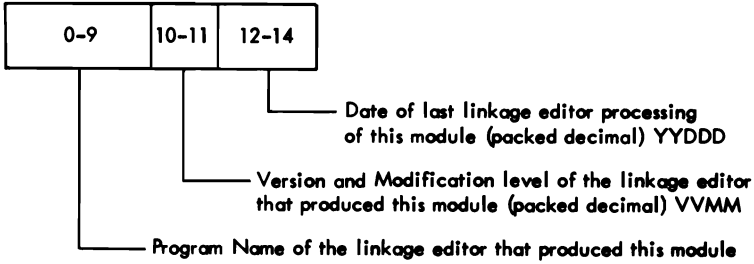 0-9 10-11 12-14
Date of last linkage editor processing
of this module (packed decimal) YYDDD
Version and Modification level of the linkage editor
that produced this module (packed decimal) VVMM
Program Name of the linkage editor that produced this module